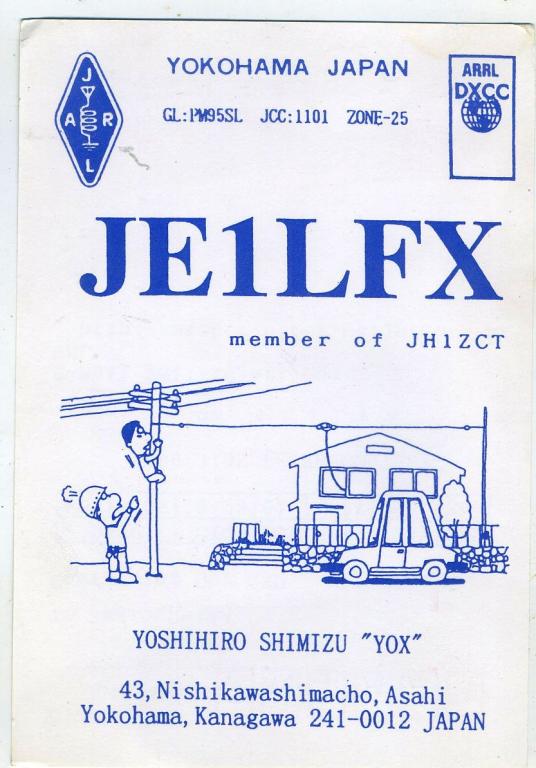 YOKOHAMA JAPAN
GL:PM95SL JCC:1101 ZONE-25
J
A R
L
ARRL
DXCC
JE1LFX
member of JH1ZCT
YOSHIHIRO SHIMIZU "YOX"
43, Nishikawashimacho, Asahi
Yokohama, Kanagawa 241-0012 JAPAN